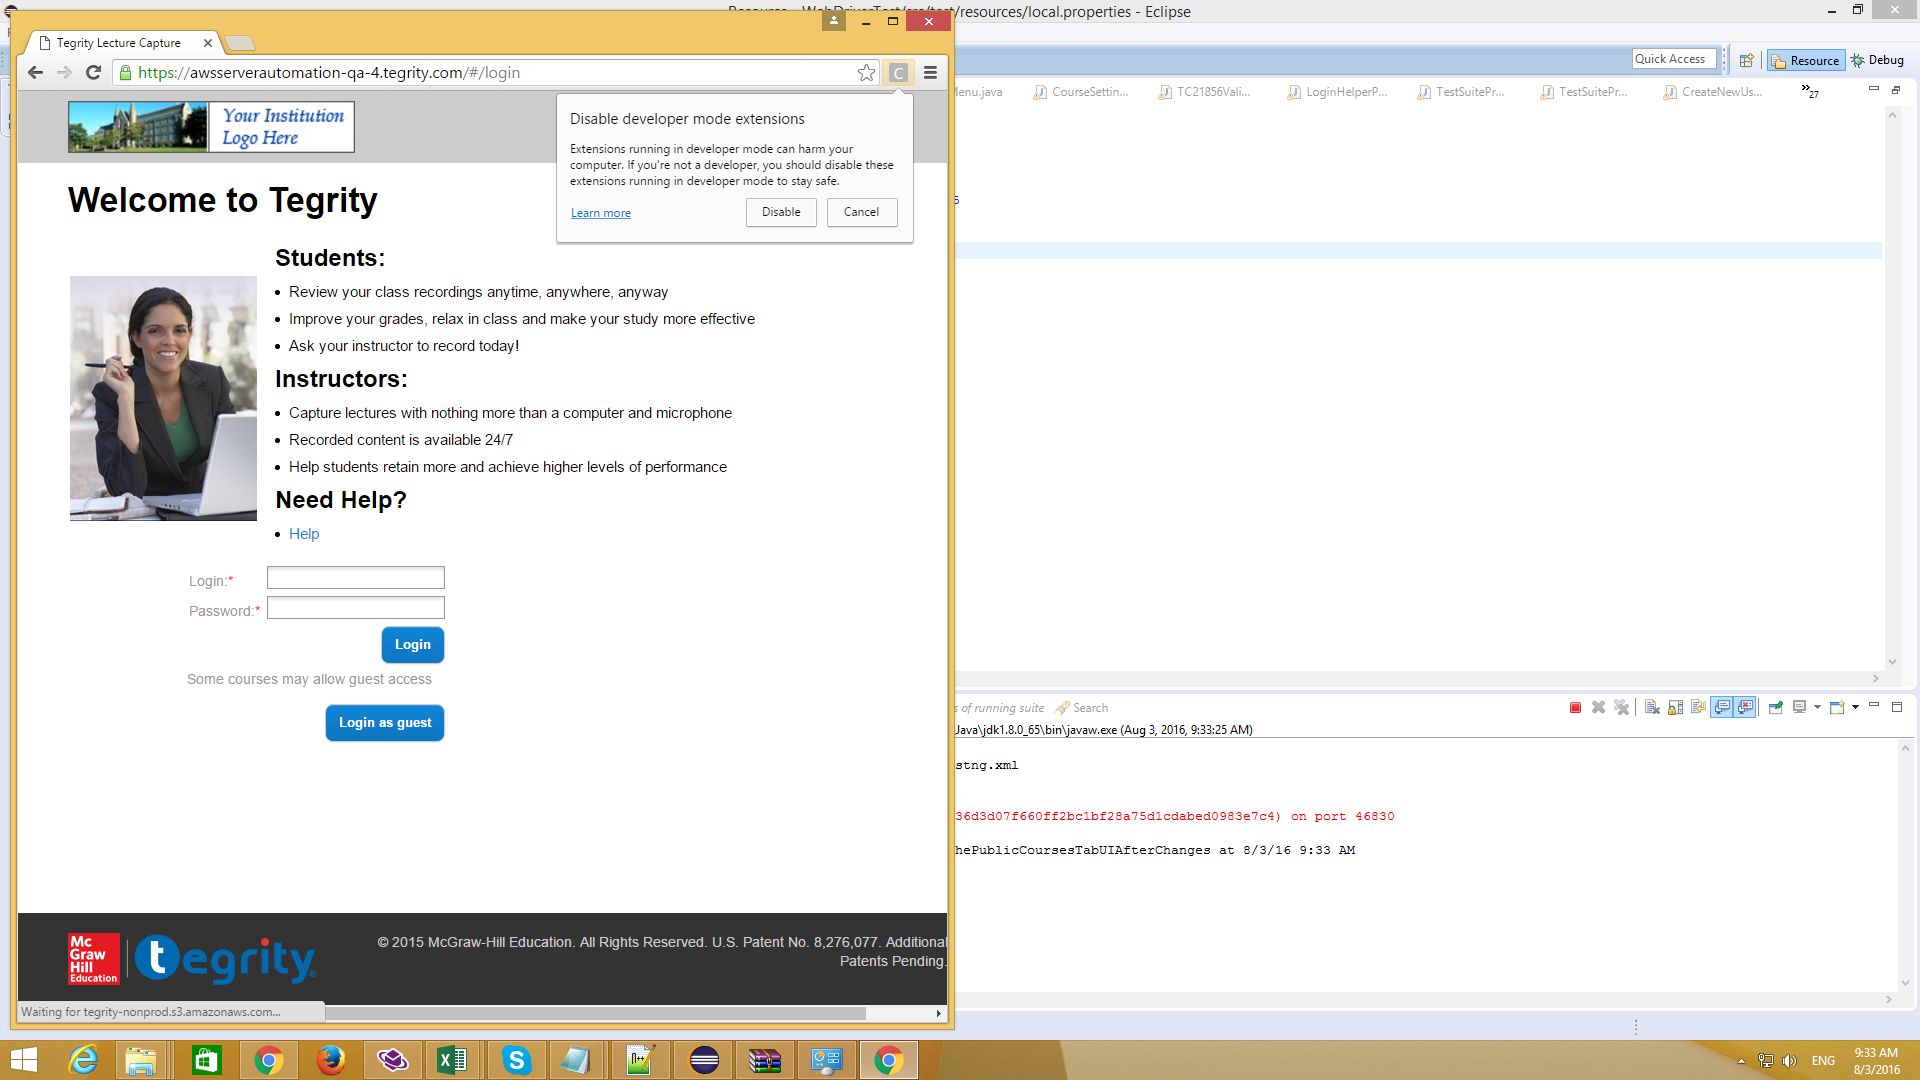 Resource - WebDriverTest/src/test/resources/local.properties - Eclipse
Tegrity Lecture Capture
https://awsserverautomation-qa-4.tegrity.com/#/login
C
Quick Access
Resource
Debug
Menu.java
CourseSettin...
TC21856Vali...
LoginHelperP...
TestSuitePr...
TestSuitePr...
CreateNewUs...
»27
Your Institution
Logo Here
Disable developer mode extensions
Extensions running in developer mode can harm your
computer. If you're not a developer, you should disable these
extensions running in developer mode to stay safe.
Learn more
Disable
Cancel
Welcome to Tegrity
Students:
Review your class recordings anytime, anywhere, anyway
Improve your grades, relax in class and make your study more effective
Ask your instructor to record today!
Instructors:
Capture lectures with nothing more than a computer and microphone
Recorded content is available 24/7
Help students retain more and achieve higher levels of performance
Need Help?
Help
Login:*
Password:*
Login
Some courses may allow guest access
Login as guest
s of running suite
Search
Java\jdk1.8.0_65\bin\javaw.exe (Aug 3, 2016, 9:33:25 AM)
stng.xml
36d3d07f660ff2bc1bf28a75d1cdabed0983e7c4) on port 46830
hePublicCoursesTabUIAfterChanges at 8/3/16 9:33 AM
Mc
Graw
Hill
Education
tegrity
© 2015 McGraw-Hill Education. All Rights Reserved. U.S. Patent No. 8,276,077. Additional
Patents Pending.
Waiting for tegrity-nonprod.s3.amazonaws.com...
ENG
9:33 AM
8/3/2016